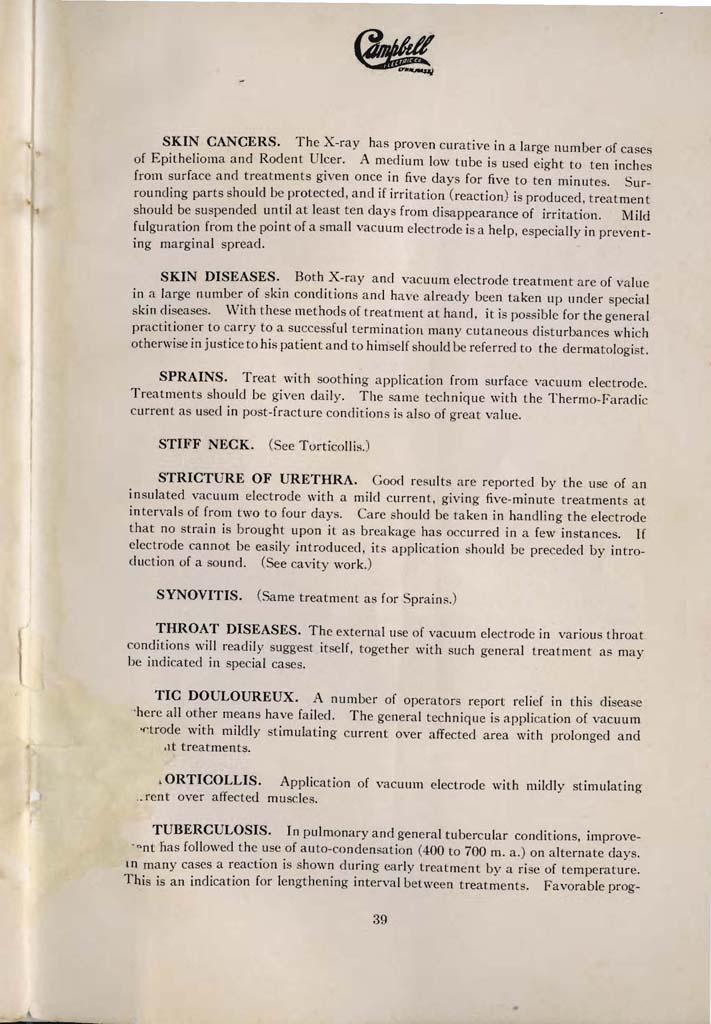 Campbell
ELECTRIC CO
LYNN, MASS.
SKIN CANCERS. The X-ray has proven curative in a large number of cases
of Epithelioma and Rodent Ulcer. A medium low tube is used eight to ten inches
from surface and treatments given once in five days for five to ten minutes. Sur-
rounding parts should be protected, and if irritation (reaction) is produced, treatment
should be suspended until at least ten days from disappearance of irritation. Mild
fulguration from the point of a small vacuum electrode is a help, especially in prevent-
ing marginal spread.
SKIN DISEASES. Both X-ray and vacuum electrode treatment are of value
in a large number of skin conditions and have already been taken up under special
skin diseases. With these methods of treatment at hand, it is possible for the general
practitioner to carry to a successful termination many cutaneous disturbances which
otherwise in justice to his patient and to himself should be referred to the dermatologist.
SPRAINS. Treat with soothing application from surface vacuum electrode.
Treatments should be given daily. The same technique with the Thermo-Faradic
current as used in post-fracture conditions is also of great value.
STIFF NECK. (See Torticollis.)
STRICTURE OF URETHRA. Good results are reported by the use of an
insulated vacuum electrode with a mild current, giving five-minute treatments at
intervals of from two to four days. Care should be taken in handling the electrode
that no strain is brought upon it as breakage has occurred in a few instances. If
electrode cannot be easily introduced, its application should be preceded by intro-
duction of a sound. (See cavity work.)
SYNOVITIS. (Same treatment as for Sprains.)
THROAT DISEASES. The external use of vacuum electrode in various throat
conditions will readily suggest itself, together with such general treatment as may
be indicated in special cases.
TIC DOULOUREUX. A number of operators report relief in this disease
here all other means have failed. The general technique is application of vacuum
ctrode with mildly stimulating current over affected area with prolonged and
nt treatments.
ORTICOLLIS. Application of vacuum electrode with mildly stimulating
rent over affected muscles.
TUBERCULOSIS. In pulmonary and general tubercular conditions, improve-
ent has followed the use of auto-condensation (400 to 700 m. a.) on alternate days.
In many cases a reaction is shown during early treatment by a rise of temperature.
This is an indication for lengthening interval between treatments. Favorable prog-
39